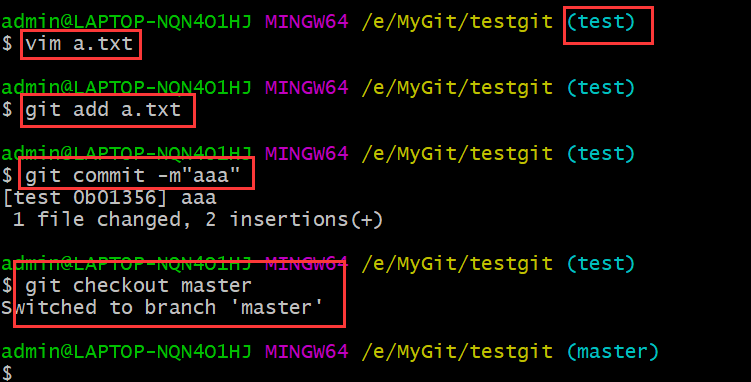 admin@LAPTOP-NQN4O1HJ MINGW64 /e/MyGit/testgit (test)
$ vim a.txt
admin@LAPTOP-NQN4O1HJ MINGW64 /e/MyGit/testgit (test)
$ git add a.txt
admin@LAPTOP-NQN4O1HJ MINGW64 /e/MyGit/testgit (test)
$ git commit -m"aaa"
[test 0b01356] aaa
 1 file changed, 2 insertions(+)
admin@LAPTOP-NQN4O1HJ MINGW64 /e/MyGit/testgit (test)
$ git checkout master
Switched to branch 'master'
admin@LAPTOP-NQN4O1HJ MINGW64 /e/MyGit/testgit (master)
$